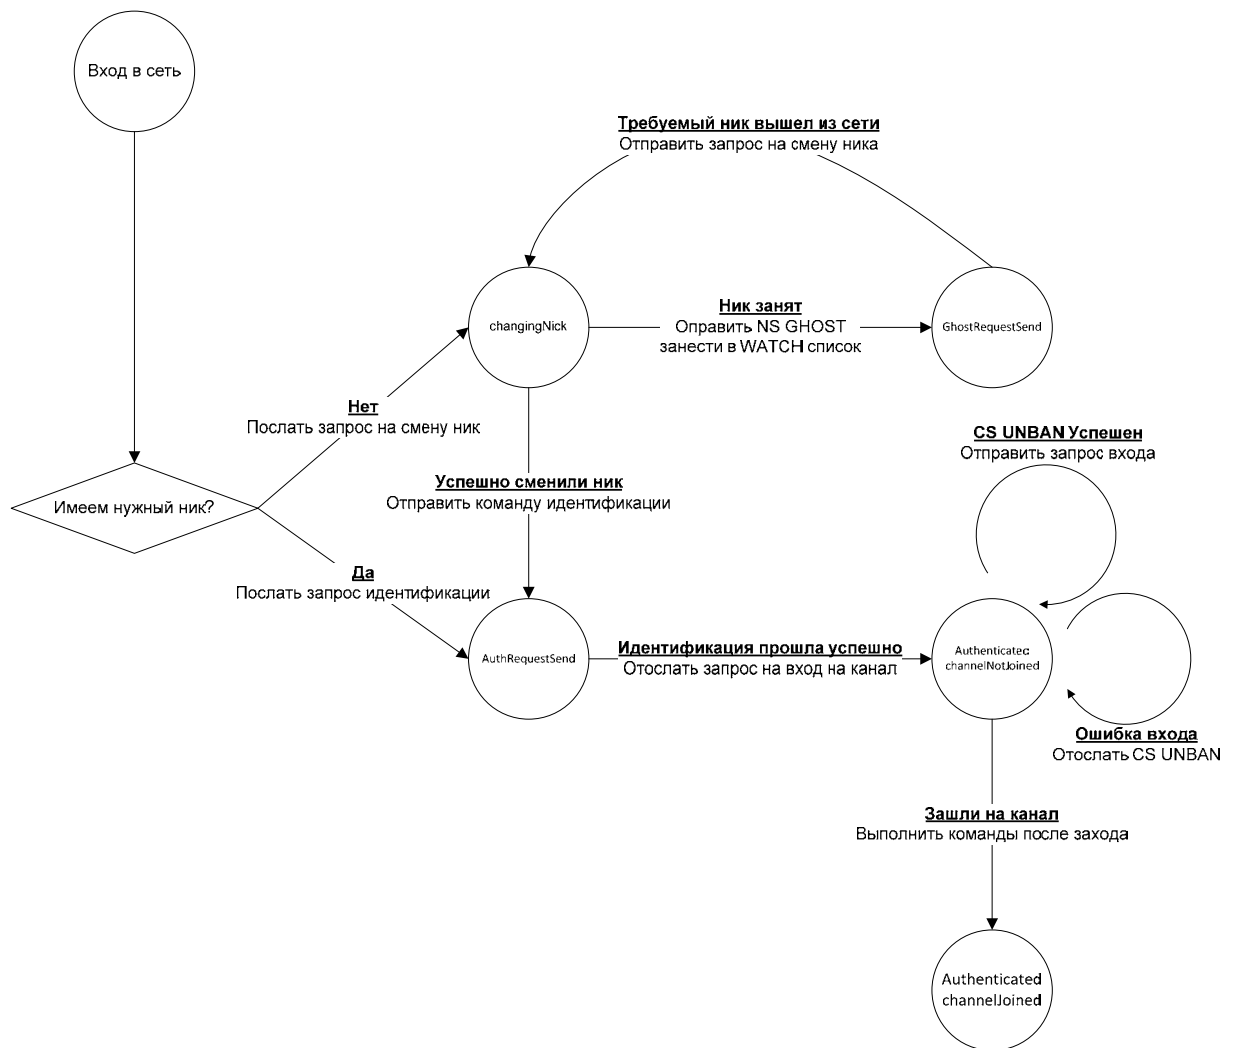 Вход в сеть
Требуемый ник вышел из сети
Отправить запрос на смену ника
changingNick
Ник занят
Оправить NS GHOST
занести в WATCH список
GhostRequestSend
Нет
Послать запрос на смену ник
CS UNBAN Успешен
Отправить запрос входа
Успешно сменили ник
Отправить команду идентификации
Имеем нужный ник?
Да
Послать запрос идентификации
AuthRequestSend
Идентификация прошла успешно
Отослать запрос на вход на канал
Authenticated
channelNotJoined
Ошибка входа
Отослать CS UNBAN
Зашли на канал
Выполнить команды после захода
Authenticated
channelJoined